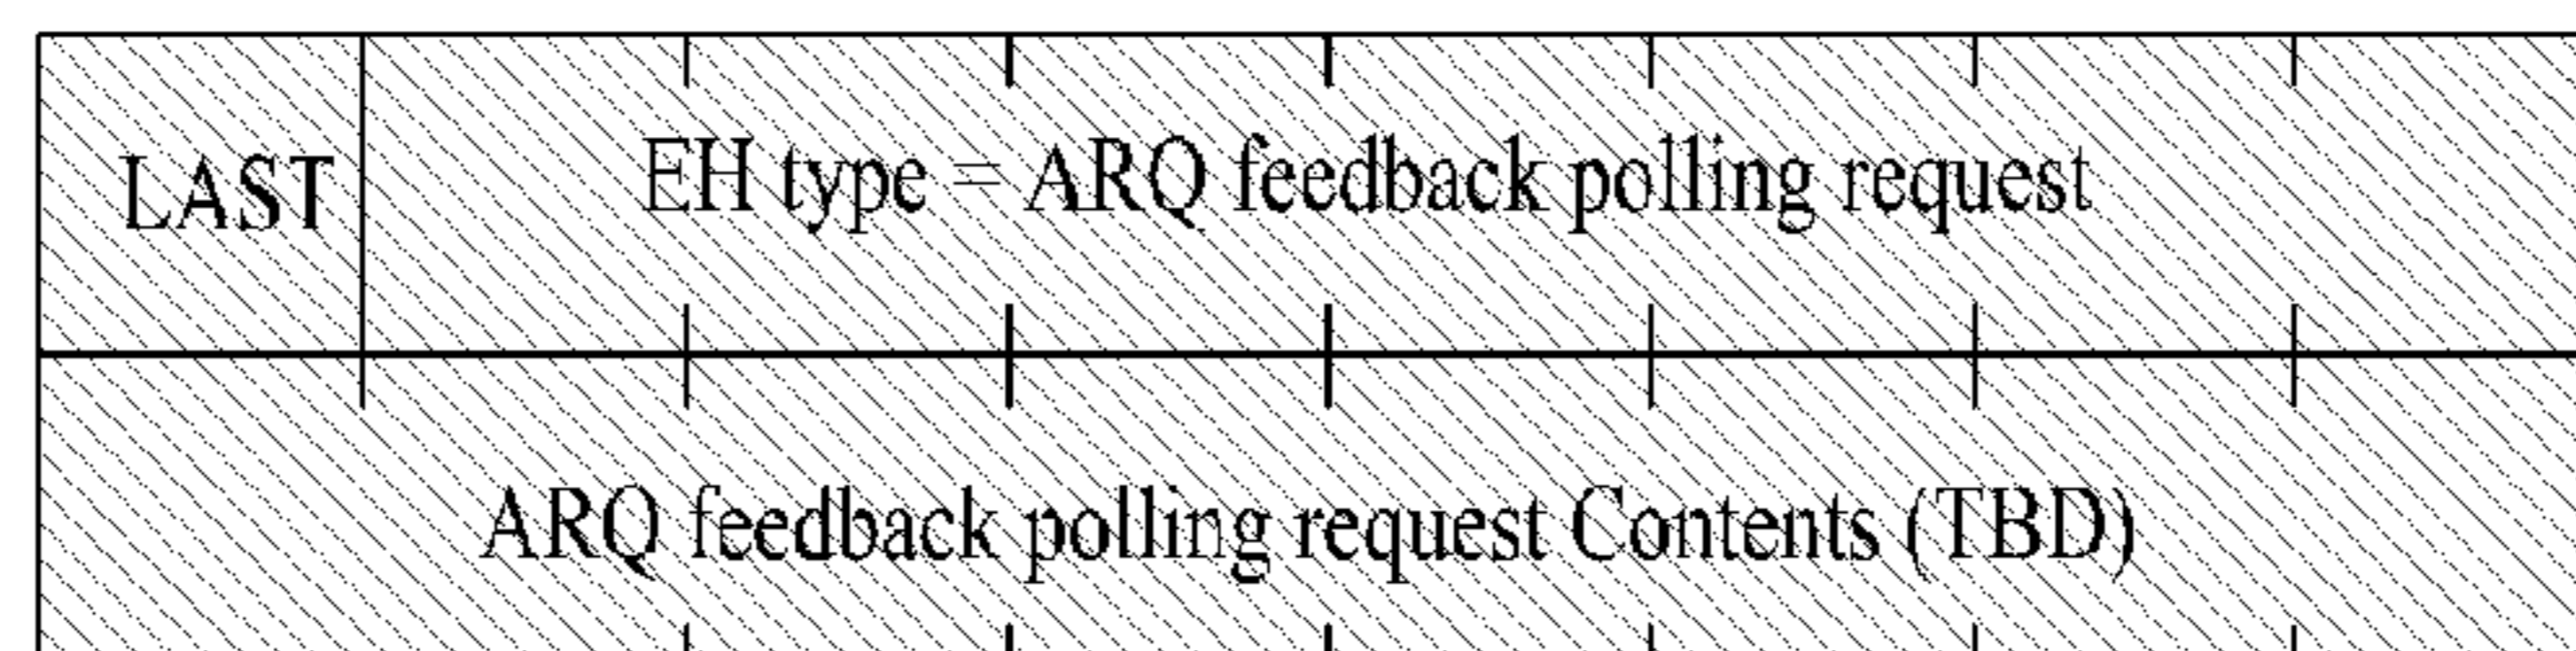 LAST
EH type = ARQ feedback polling request
ARQ feedback polling request Contents (TBD)